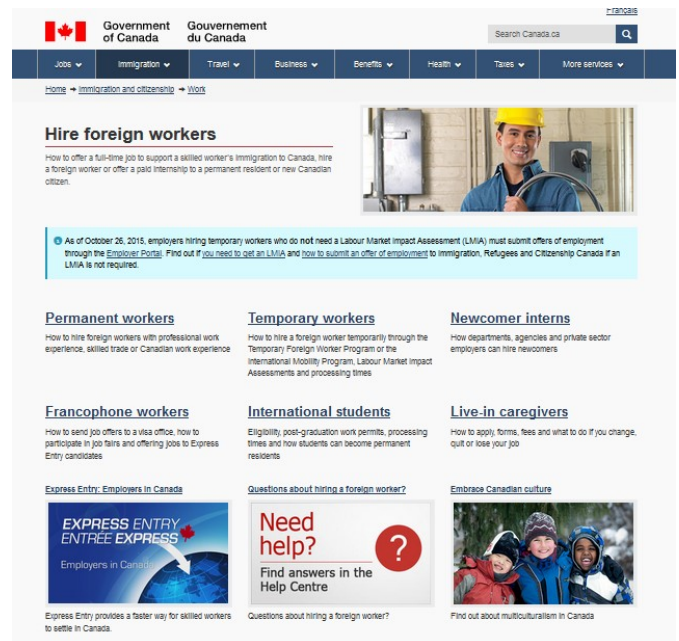 Français
Government of Canada
Gouvernement du Canada
Search Canada.ca
Jobs Immigration Travel Business Benefits Health Taxes More services
Home → Immigration and citizenship → Work
Hire foreign workers
How to offer a full-time job to support a skilled worker's immigration to Canada, hire
a foreign worker or offer a paid internship to a permanent resident or new Canadian
citizen.
As of October 26, 2015, employers hiring temporary workers who do not need a Labour Market Impact Assessment (LMIA) must submit offers of employment
through the Employer Portal. Find out if you need to get an LMIA and how to submit an offer of employment to Immigration, Refugees and Citizenship Canada if an
LMIA is not required.
Permanent workers
How to hire foreign workers with professional work
experience, skilled trade or Canadian work experience
Temporary workers
How to hire a foreign worker temporarily through the
Temporary Foreign Worker Program or the
International Mobility Program, Labour Market Impact
Assessments and processing times
Newcomer interns
How departments, agencies and private sector
employers can hire newcomers
Francophone workers
How to send job offers to a visa office, how to
participate in job fairs and offering jobs to Express
Entry candidates
International students
Eligibility, post-graduation work permits, processing
times and how students can become permanent
residents
Live-in caregivers
How to apply, forms, fees and what to do if you change,
quit or lose your job
Express Entry: Employers in Canada
EXPRESS ENTRY
ENTRÉE EXPRESS
Employers in Canada
Express Entry provides a faster way for skilled workers
to settle in Canada.
Questions about hiring a foreign worker?
Need
help?
?
Find answers in the
Help Centre
Questions about hiring a foreign worker?
Embrace Canadian culture
Find out about multiculturalism in Canada